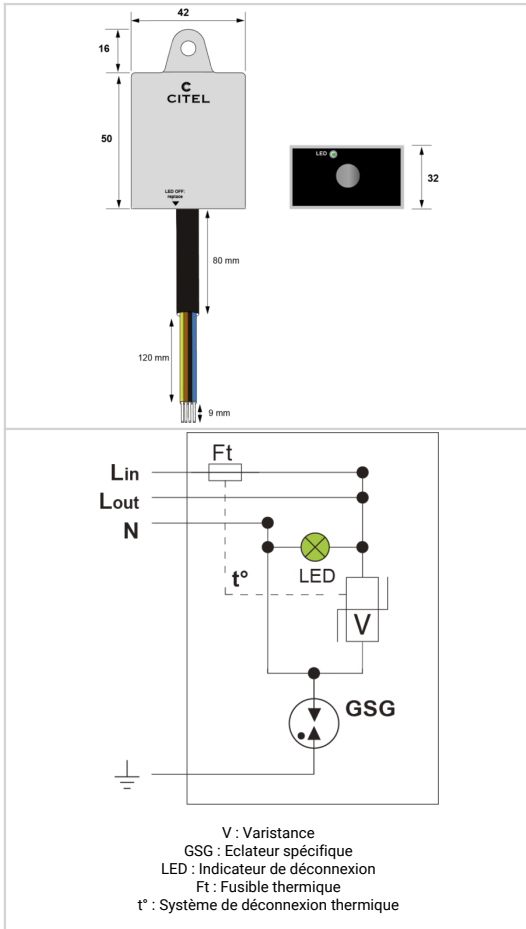 42
16
C
CITEL
50
LED OFF:
replace
LED
32
80 mm
120 mm
9 mm
Ft
Lin
Lout
N
LED
t°
V
GSG
V : Varistance
GSG : Eclateur spécifique
LED : Indicateur de déconnexion
Ft : Fusible thermique
t° : Système de déconnexion thermique